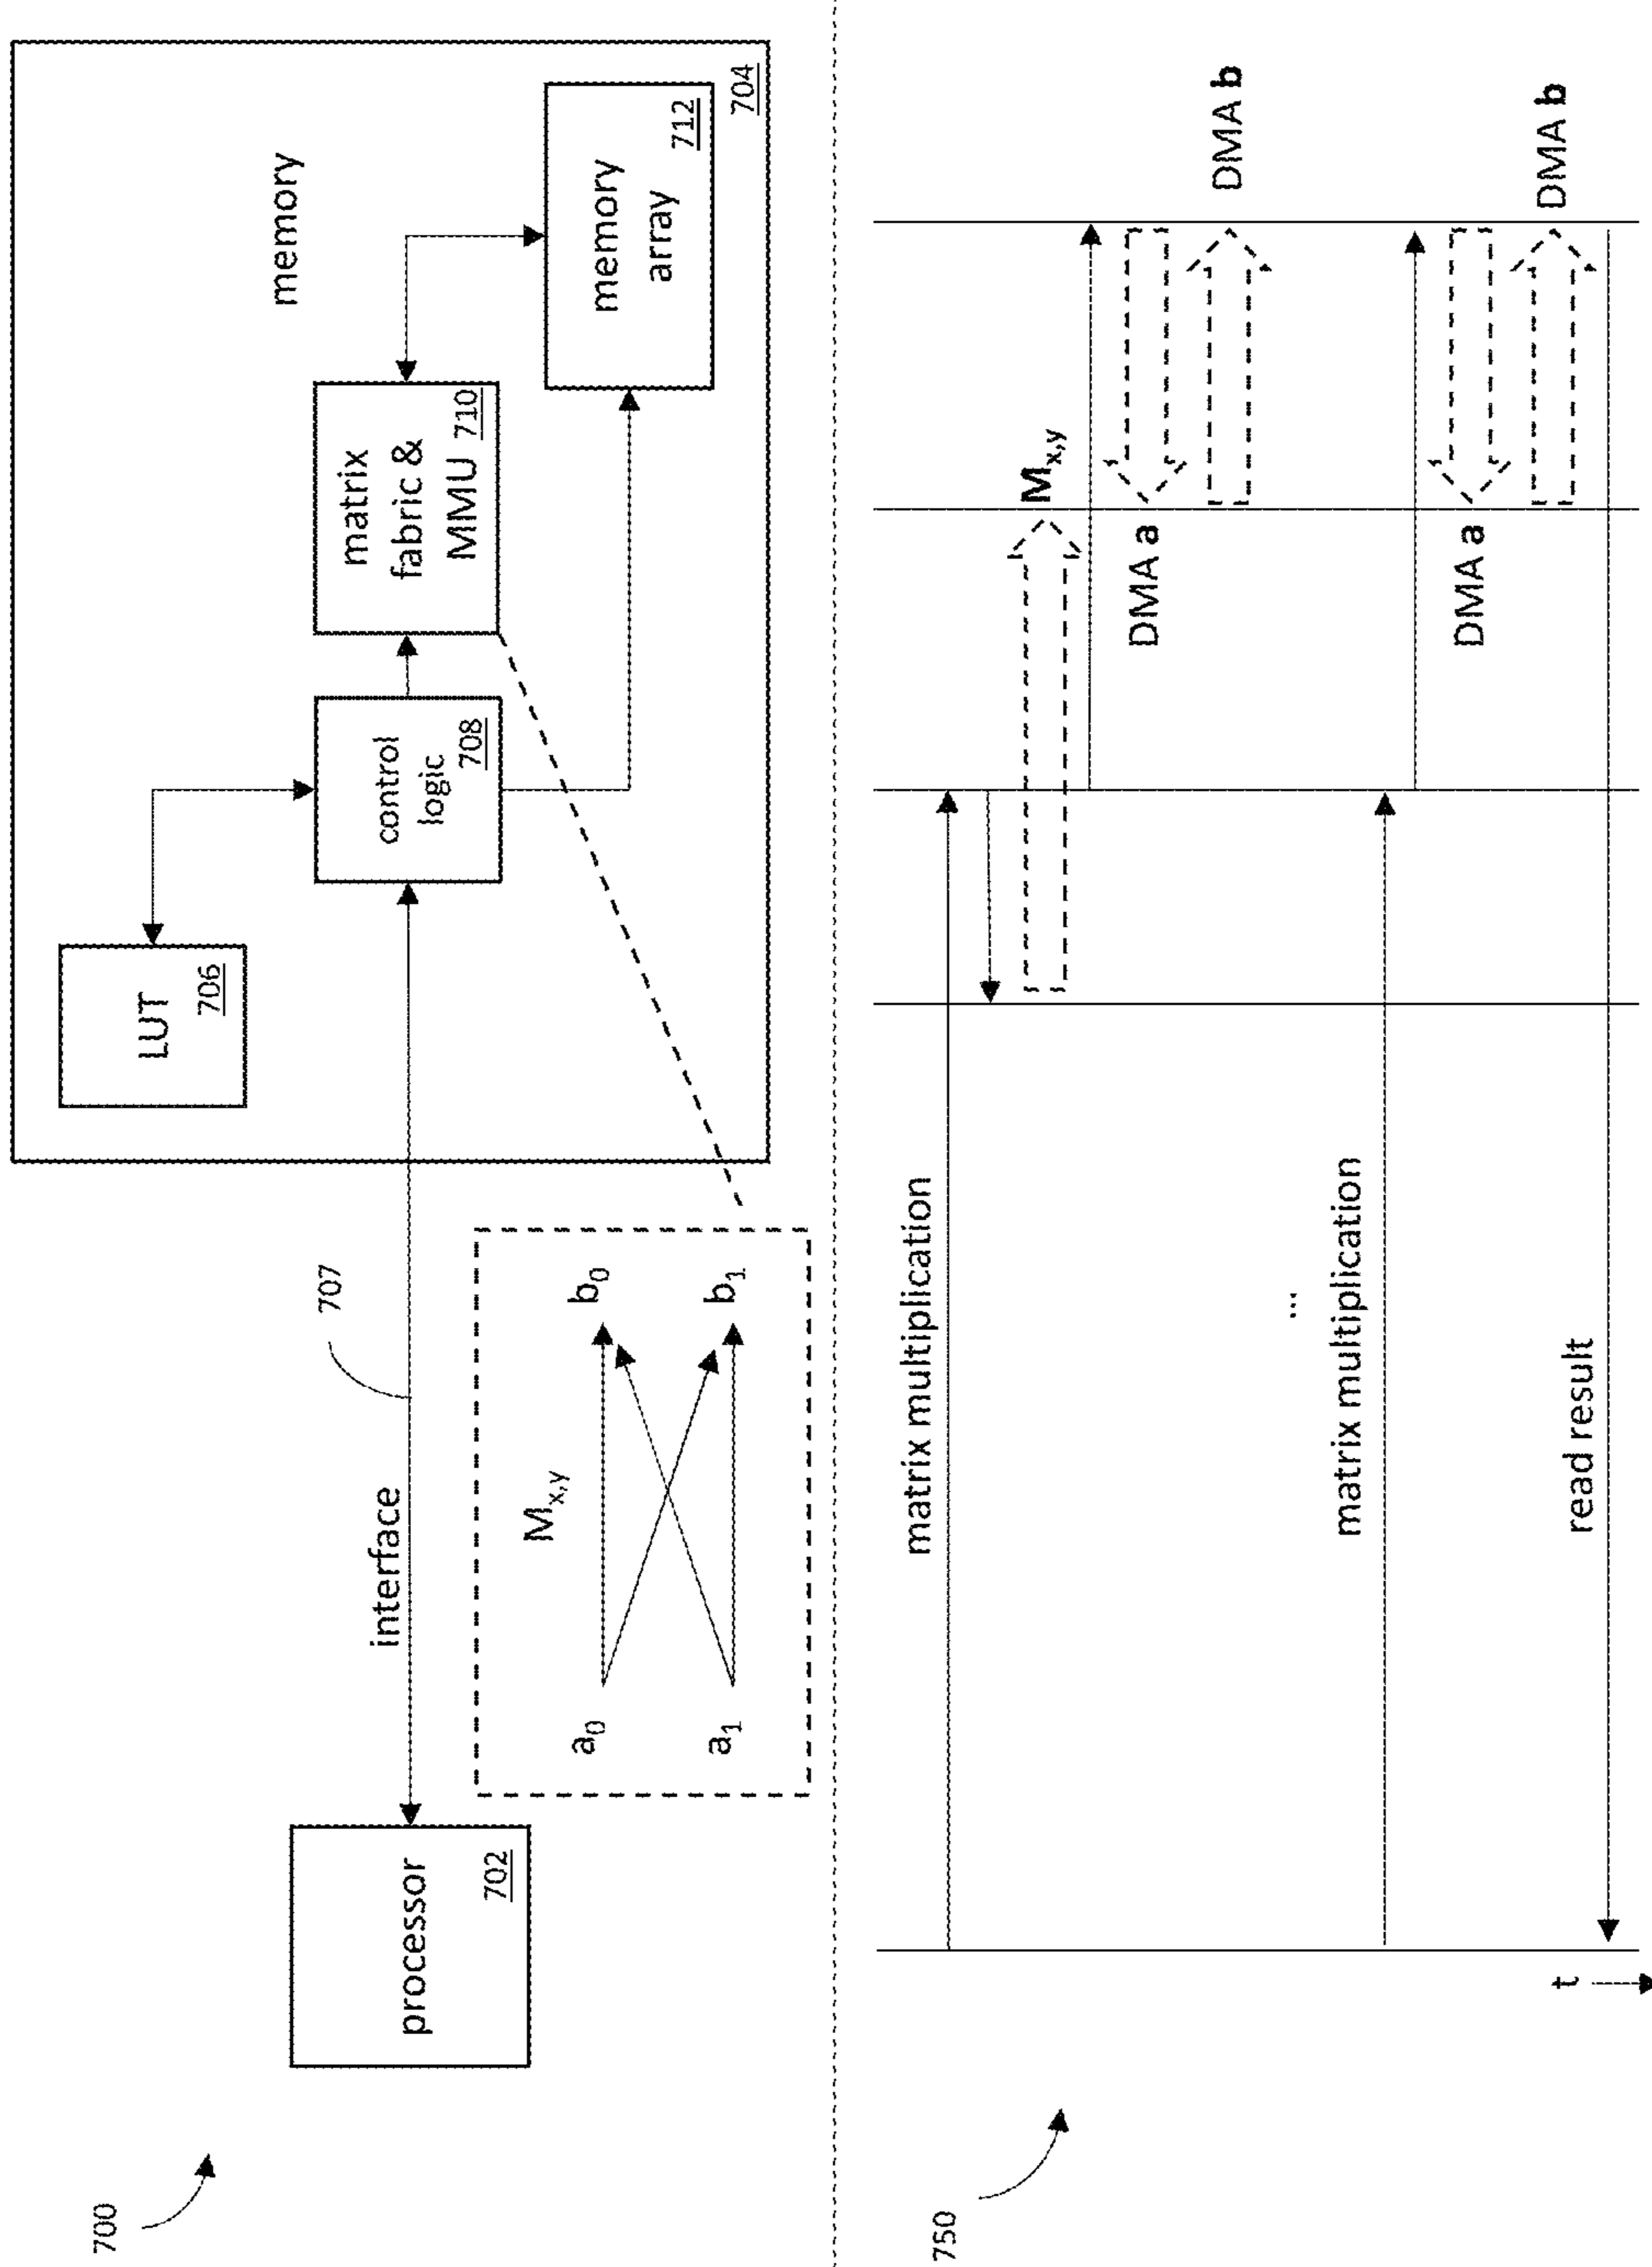 700
processor
702
interface
707
memory
704
LUT
706
control
logic
708
matrix
fabric &
MMU 710
memory
array
712
Mx,y
a0
b0
a1
b1
750
matrix multiplication
Mx,y
DMA a
DMA b
...
matrix multiplication
DMA a
DMA b
read result
t